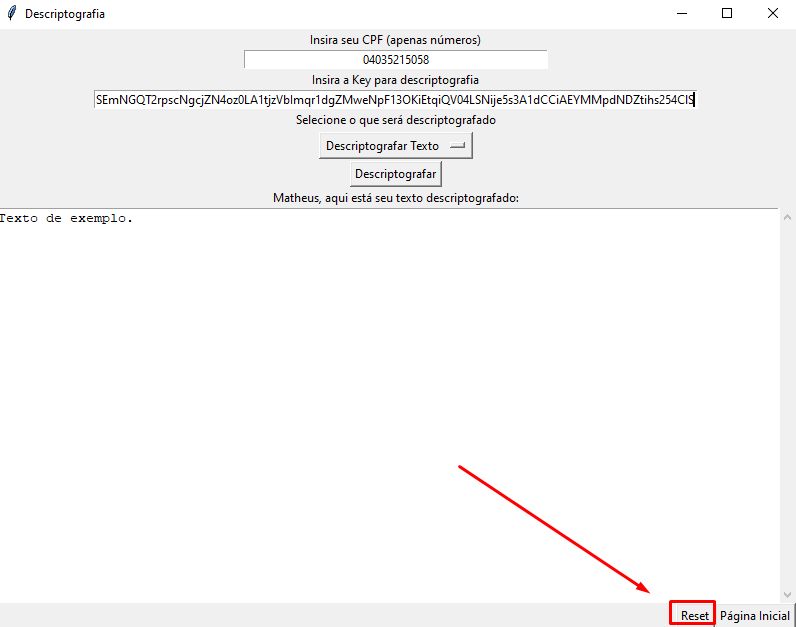 Descriptografia
Insira seu CPF (apenas números)
04035215058
Insira a Key para descriptografia
SEmNGQT2rpscNgcjZN4oz0LA1tjzVbImqr1dgZMweNpF13OKiEtqiQV04LSNije5s3A1dCCiAEYMMpdNDZtihs254CIS
Selecione o que será descriptografado
Descriptografar Texto
Descriptografar
Matheus, aqui está seu texto descriptografado:
Texto de exemplo.
Reset Página Inicial